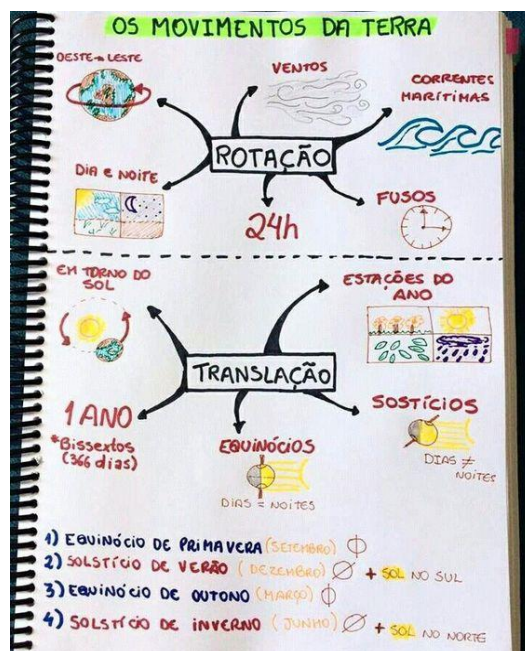 OS MOVIMENTOS DA TERRA
OESTE → LESTE
VENTOS
CORRENTES
MARÍTIMAS
ROTAÇÃO
DIA e NOITE
24h
FUSOS
EM TORNO DO
SOL
ESTAÇÕES DO
ANO
TRANSLAÇÃO
1 ANO
*Bissextos
(366 dias)
EQUINÓCIOS
DIAS = NOITES
SOSTÍCIOS
DIAS ≠
NOITES
1) EQUINÓCIO DE PRIMAVERA (SETEMBRO)
2) SOLSTÍCIO DE VERÃO (DEZEMBRO) + SOL NO SUL
3) EQUINÓCIO DE OUTONO (MARÇO)
4) SOLSTÍCIO DE INVERNO (JUNHO) + SOL NO NORTE